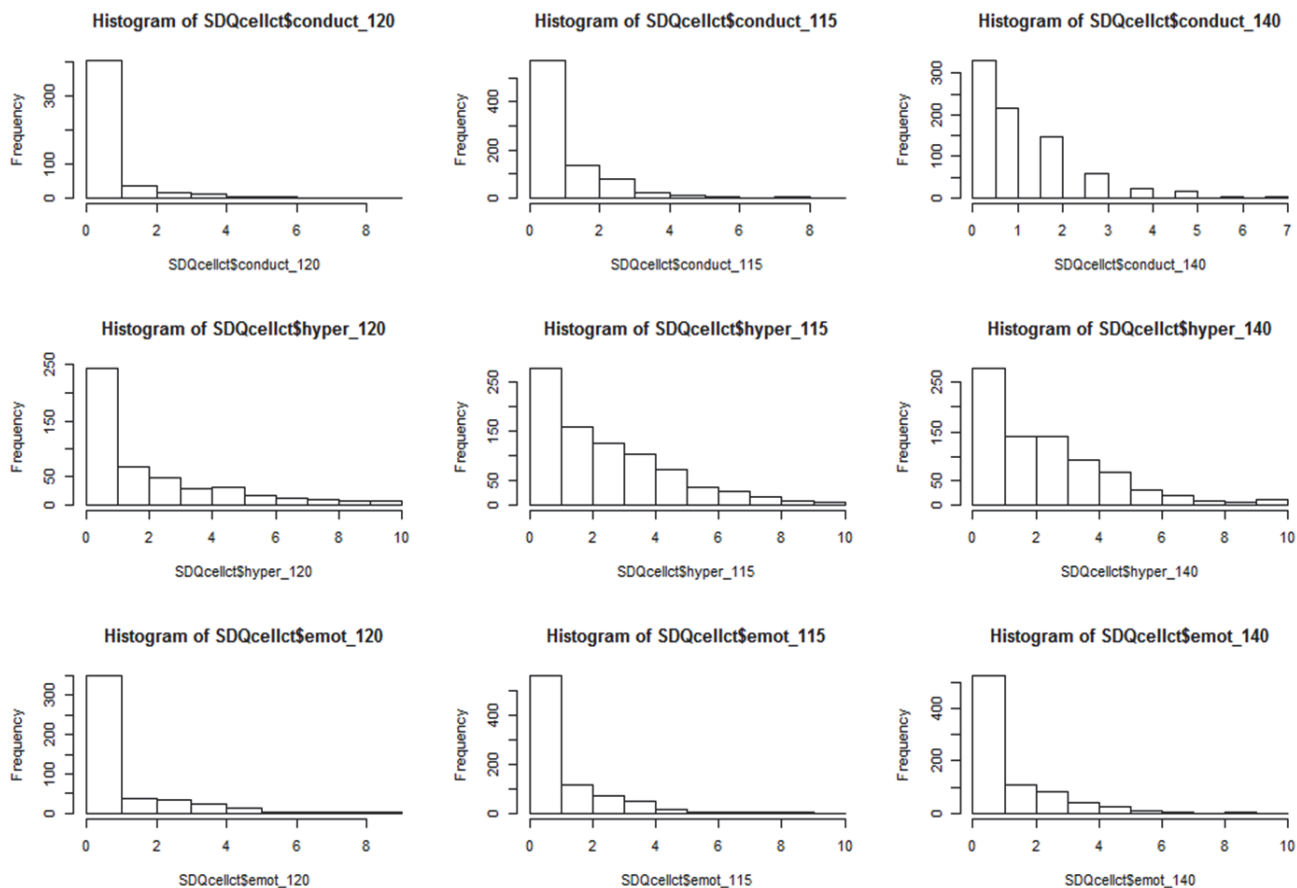 Histogram of SDQcellct$conduct_120
Frequency
300
100
0
0 2 4 6 8
SDQcellct$conduct_120
Histogram of SDQcellct$conduct_115
Frequency
400
200
0
0 2 4 6 8
SDQcellct$conduct_115
Histogram of SDQcellct$conduct_140
Frequency
300
200
100
0
0 1 2 3 4 5 6 7
SDQcellct$conduct_140
Histogram of SDQcellct$hyper_120
Frequency
250
150
50
0
0 2 4 6 8 10
SDQcellct$hyper_120
Histogram of SDQcellct$hyper_115
Frequency
250
150
50
0
0 2 4 6 8 10
SDQcellct$hyper_115
Histogram of SDQcellct$hyper_140
Frequency
250
150
50
0
0 2 4 6 8 10
SDQcellct$hyper_140
Histogram of SDQcellct$emot_120
Frequency
300
200
100
0
0 2 4 6 8
SDQcellct$emot_120
Histogram of SDQcellct$emot_115
Frequency
400
200
0
0 2 4 6 8 10
SDQcellct$emot_115
Histogram of SDQcellct$emot_140
Frequency
400
200
0
0 2 4 6 8 10
SDQcellct$emot_140